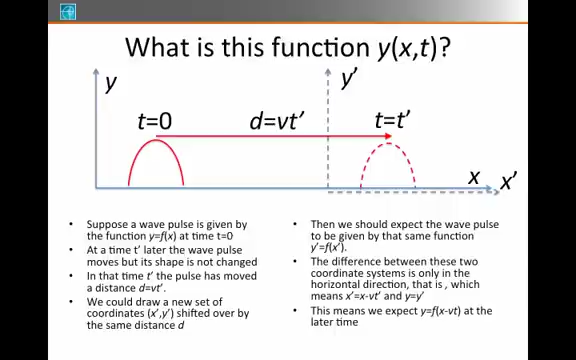 What is this function y(x,t)?
y
y’
t=0
d=vt’
t=t’
x
x’
• Suppose a wave pulse is given by
the function y=f(x) at time t=0
• At a time t’ later the wave pulse
moves but its shape is not changed
• In that time t’ the pulse has moved
a distance d=vt’.
• We could draw a new set of
coordinates (x’,y’) shifted over by
the same distance d
• Then we should expect the wave pulse
to be given by that same function
y’=f(x’).
• The difference between these two
coordinate systems is only in the
horizontal direction, that is , which
means x’=x-vt’ and y=y’
• This means we expect y=f(x-vt) at the
later time